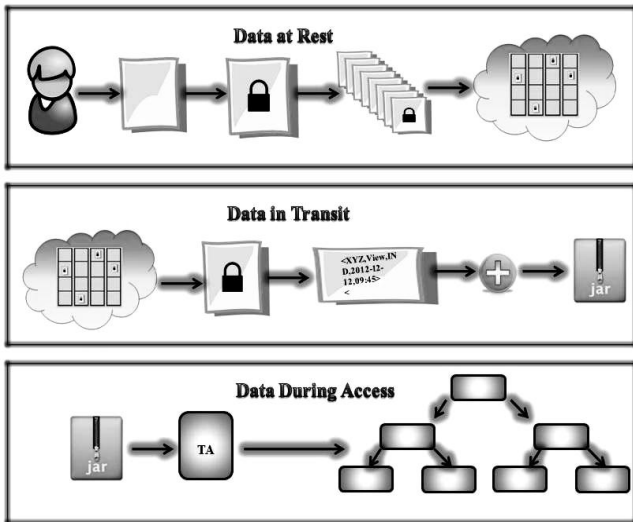 Data at Rest
Data in Transit
<XYZ,View,IN
D,2012-12-
12,09:45>
<
jar
Data During Access
jar
TA